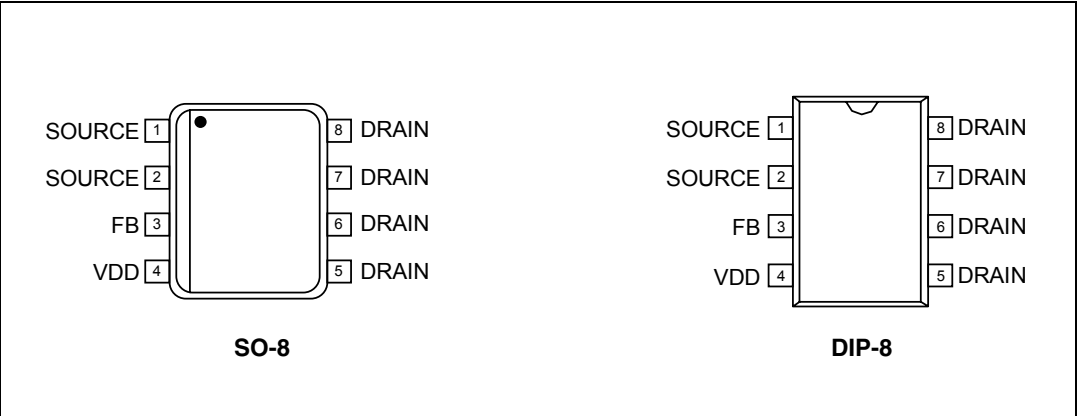 SOURCE 1 8 DRAIN
SOURCE 2 7 DRAIN
FB 3 6 DRAIN
VDD 4 5 DRAIN
SO-8
SOURCE 1 8 DRAIN
SOURCE 2 7 DRAIN
FB 3 6 DRAIN
VDD 4 5 DRAIN
DIP-8